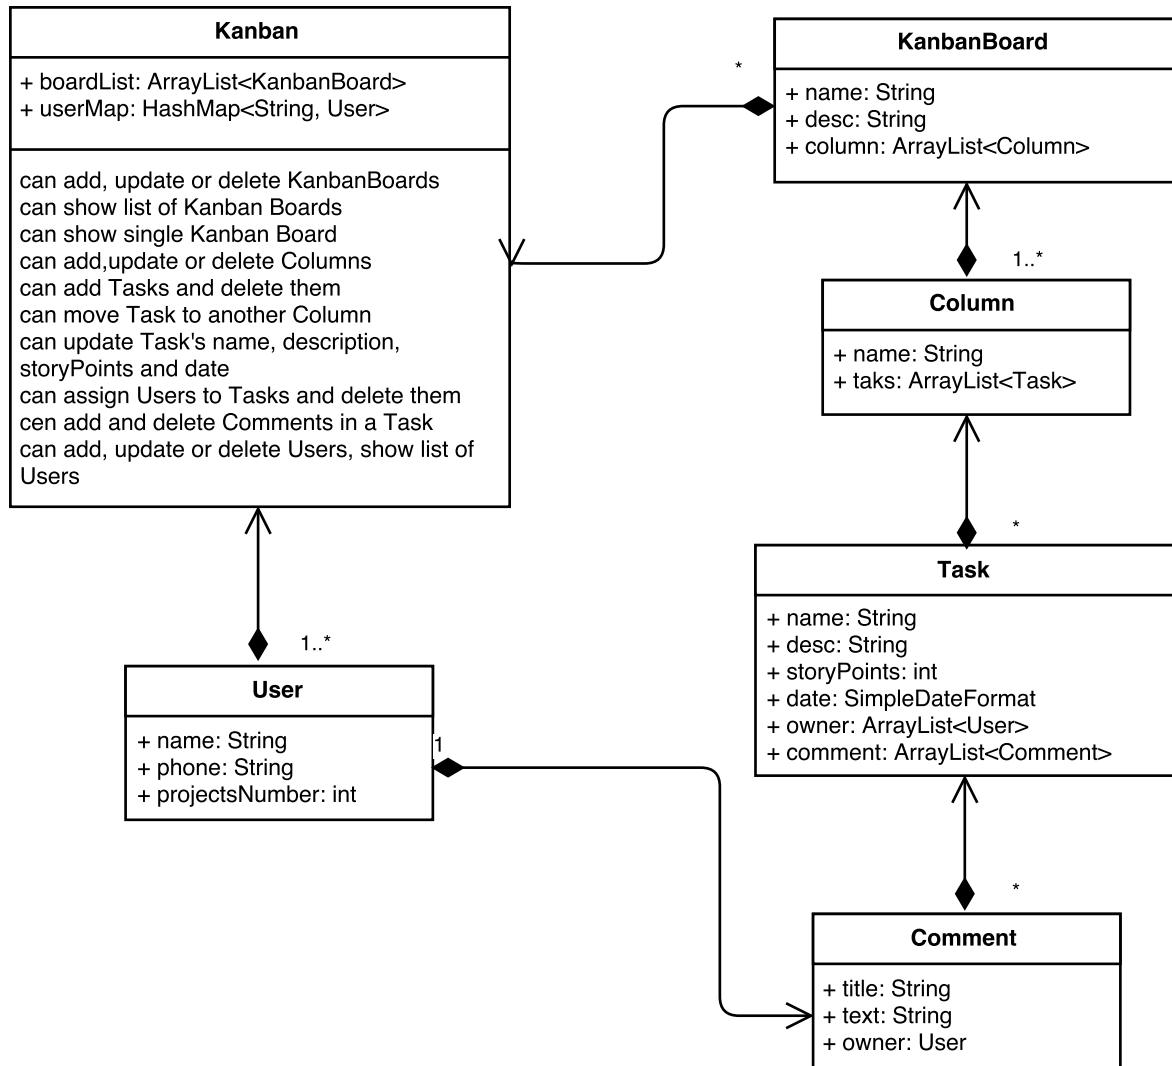 Kanban
+ boardList: ArrayList<KanbanBoard>
+ userMap: HashMap<String, User>
can add, update or delete KanbanBoards
can show list of Kanban Boards
can show single Kanban Board
can add,update or delete Columns
can add Tasks and delete them
can move Task to another Column
can update Task's name, description,
storyPoints and date
can assign Users to Tasks and delete them
cen add and delete Comments in a Task
can add, update or delete Users, show list of
Users
*
KanbanBoard
+ name: String
+ desc: String
+ column: ArrayList<Column>
1..*
Column
+ name: String
+ taks: ArrayList<Task>
*
Task
+ name: String
+ desc: String
+ storyPoints: int
+ date: SimpleDateFormat
+ owner: ArrayList<User>
+ comment: ArrayList<Comment>
1..*
User
+ name: String
+ phone: String
+ projectsNumber: int
1
*
Comment
+ title: String
+ text: String
+ owner: User